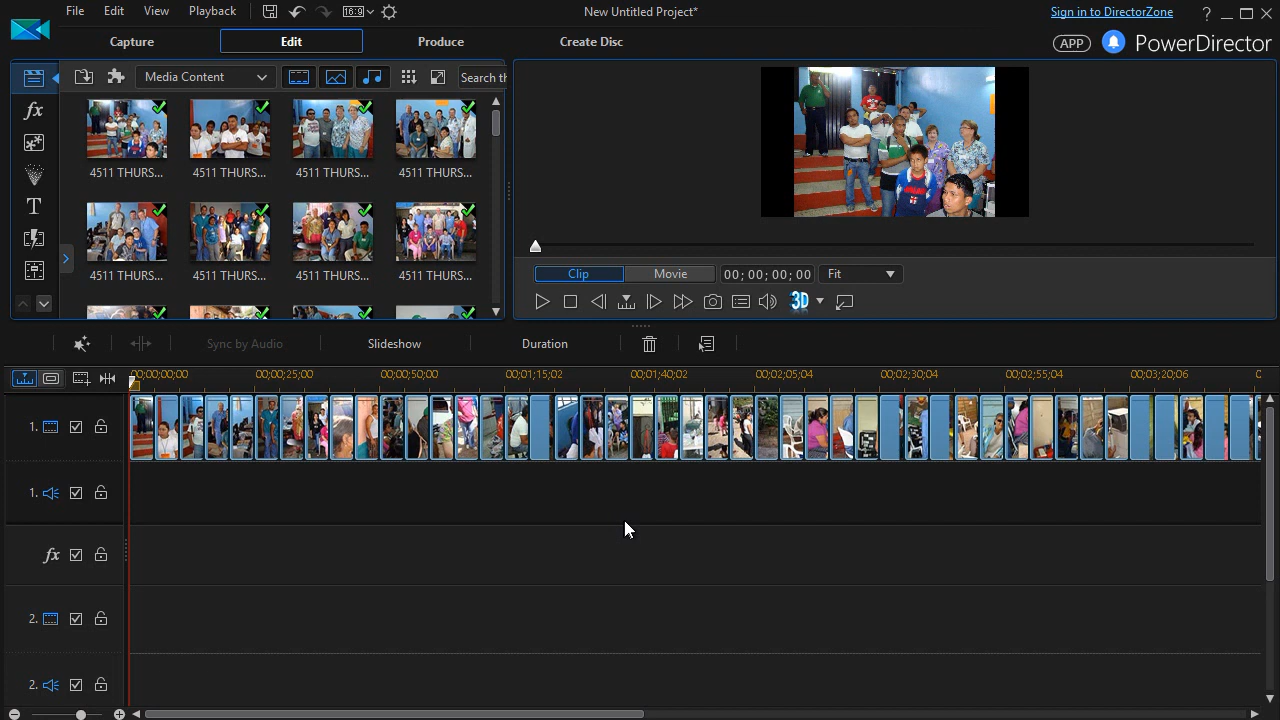 File Edit View Playback 16:9 New Untitled Project* Sign in to DirectorZone ?
Capture Edit Produce Create Disc APP PowerDirector
fx Media Content Search th
4511 THURS... 4511 THURS... 4511 THURS... 4511 THURS...
T
4511 THURS... 4511 THURS... 4511 THURS... 4511 THURS...
Clip Movie 00; 00; 00; 00 Fit
3D
Sync by Audio Slideshow Duration
00;00;00;00 00;00;25;00 00;00;50;00 00;01;15;02 00;01;40;02 00;02;05;04 00;02;30;04 00;02;55;04 00;03;20;06
1.
1.
fx
2.
2.